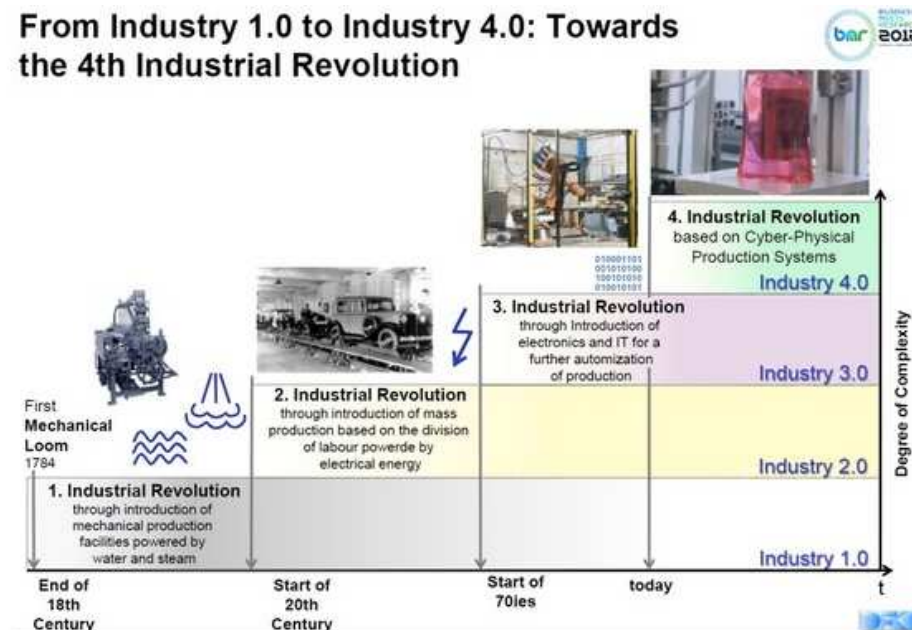 From Industry 1.0 to Industry 4.0: Towards
the 4th Industrial Revolution
bmr
BUSINESS
MEETS
RESEARCH
2012
4. Industrial Revolution
based on Cyber-Physical
Production Systems
Industry 4.0
010001101
001010100
100101010
010010101
3. Industrial Revolution
through Introduction of
electronics and IT for a
further automization
of production
Industry 3.0
2. Industrial Revolution
through introduction of mass
production based on the division
of labour powerde by
electrical energy
Industry 2.0
First
Mechanical
Loom
1784
1. Industrial Revolution
through introduction of
mechanical production
facilities powered by
water and steam
Industry 1.0
Degree of Complexity
End of
18th
Century
Start of
20th
Century
Start of
70ies
today
t